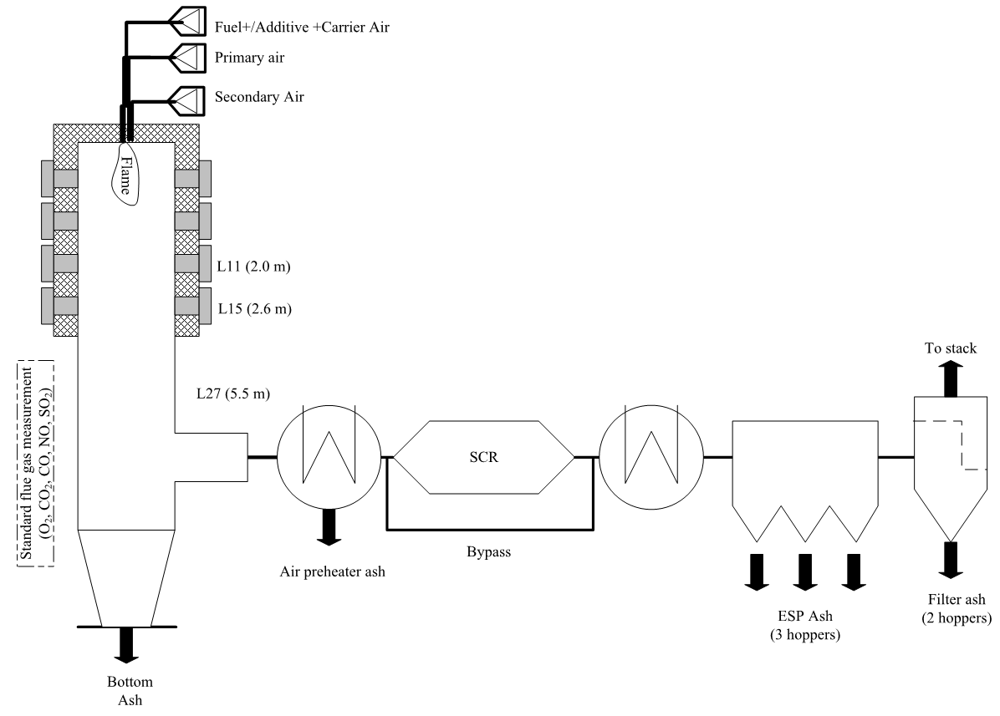 Fuel+/Additive +Carrier Air
Primary air
Secondary Air
Flame
L11 (2.0 m)
L15 (2.6 m)
Standard flue gas measurement
(O₂, CO₂, CO, NO, SO₂)
L27 (5.5 m)
SCR
Bypass
Air preheater ash
Bottom
Ash
ESP Ash
(3 hoppers)
To stack
Filter ash
(2 hoppers)